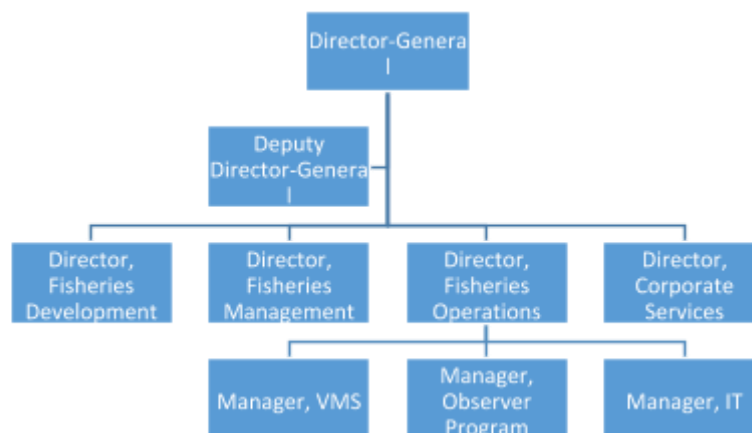 Director-Genera
l
Deputy
Director-Genera
l
Director,
Fisheries
Development
Director,
Fisheries
Management
Director,
Fisheries
Operations
Director,
Corporate
Services
Manager, VMS
Manager,
Observer
Program
Manager, IT